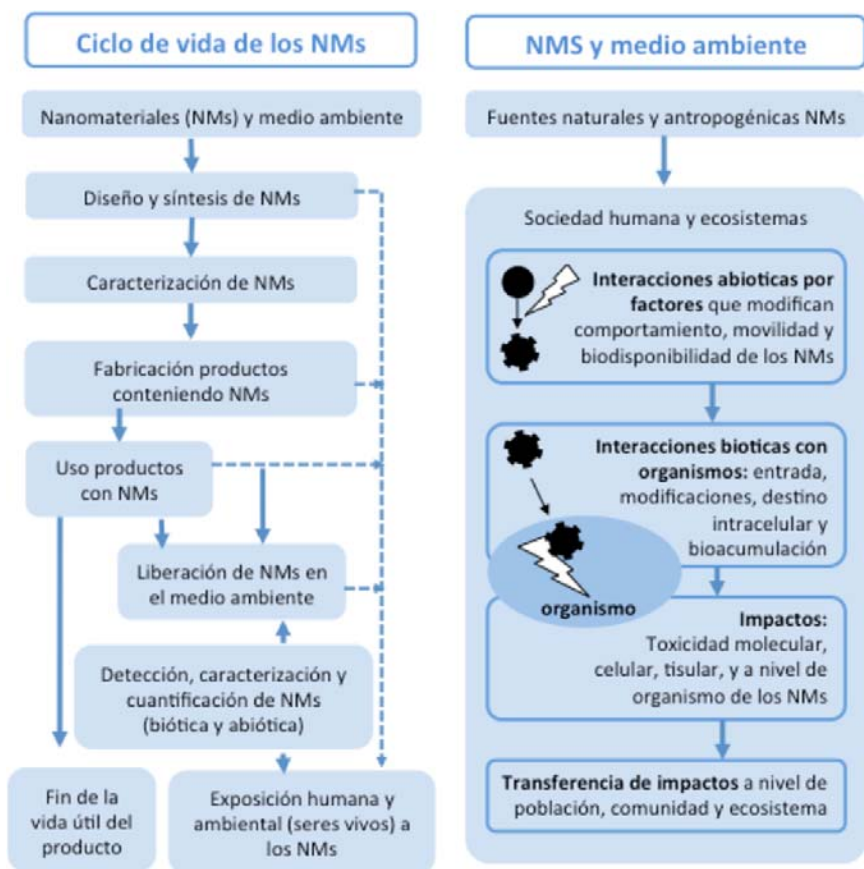 Ciclo de vida de los NMs
Nanomateriales (NMs) y medio ambiente
Diseño y síntesis de NMs
Caracterización de NMs
Fabricación productos
conteniendo NMs
Uso productos
con NMs
Liberación de NMs en
el medio ambiente
Detección, caracterización y
cuantificación de NMs
(biótica y abiótica)
Fin de la
vida útil del
producto
Exposición humana y
ambiental (seres vivos) a
los NMs
NMS y medio ambiente
Fuentes naturales y antropogénicas NMs
Sociedad humana y ecosistemas
Interacciones abioticas por
factores que modifican
comportamiento, movilidad y
biodisponibilidad de los NMs
Interacciones bioticas con
organismos: entrada,
modificaciones, destino
intracelular y
bioacumulación
organismo
Impactos:
Toxicidad molecular,
celular, tisular, y a nivel de
organismo de los NMs
Transferencia de impactos a nivel de
población, comunidad y ecosistema